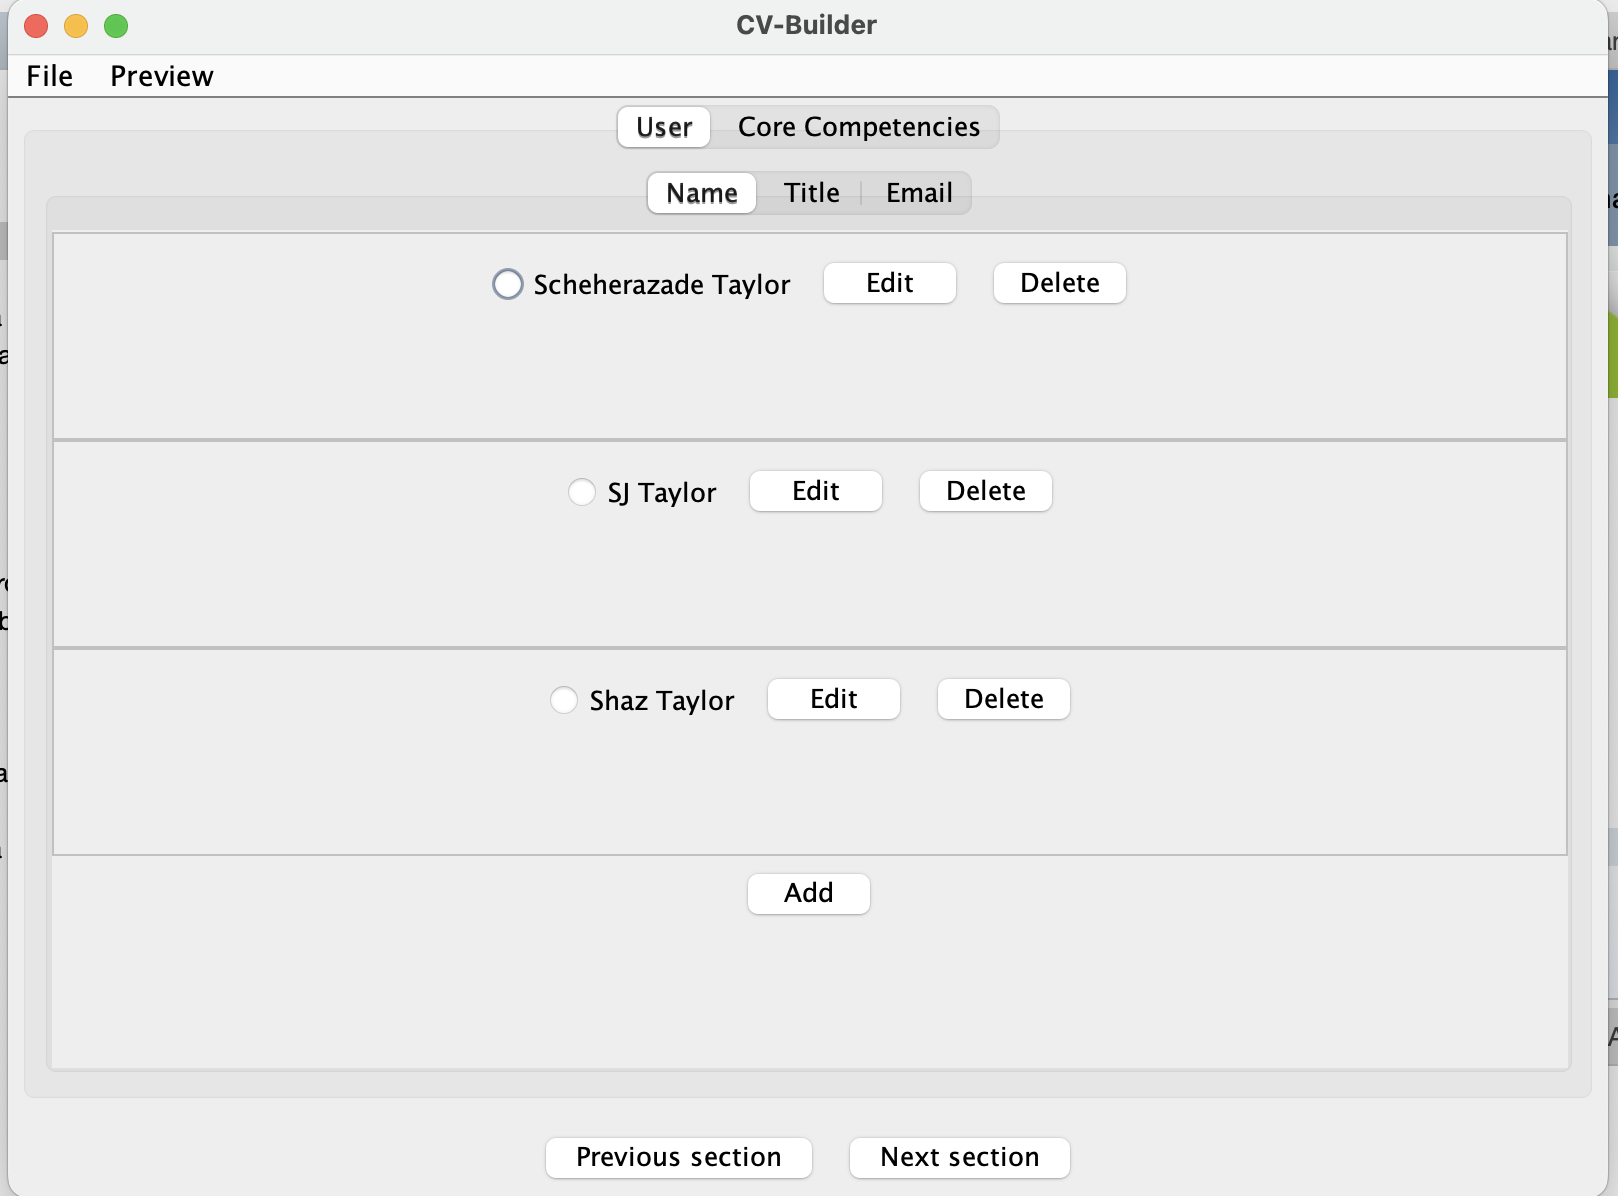 CV-Builder
File Preview
User Core Competencies
Name Title Email
Scheherazade Taylor Edit Delete
SJ Taylor Edit Delete
Shaz Taylor Edit Delete
Add
Previous section Next section